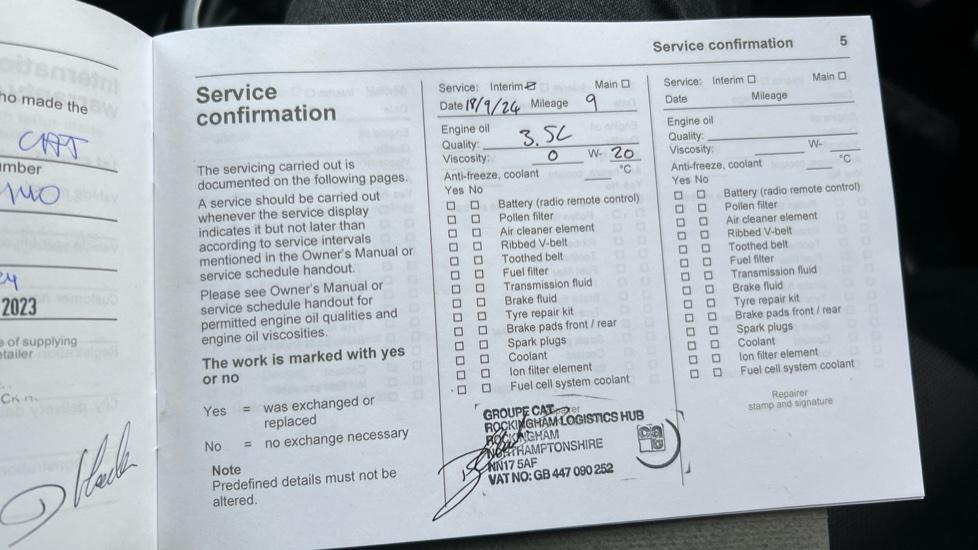 ho made the
CAT
umber
2023
e of supplying
etailer
Service confirmation 5
Service
confirmation
The servicing carried out is
documented on the following pages.
A service should be carried out
whenever the service display
indicates it but not later than
according to service intervals
mentioned in the Owner's Manual or
service schedule handout.
Please see Owner's Manual or
service schedule handout for
permitted engine oil qualities and
engine oil viscosities.
The work is marked with yes
or no
Yes = was exchanged or
replaced
No = no exchange necessary
Note
Predefined details must not be
altered.
Service: Interim Main
Date 18/9/24 Mileage 9
Engine oil
Quality: 3.5L
Viscosity: 0 W- 20
Anti-freeze, coolant °C
Yes No
Battery (radio remote control)
Pollen filter
Air cleaner element
Ribbed V-belt
Toothed belt
Fuel filter
Transmission fluid
Brake fluid
Tyre repair kit
Brake pads front / rear
Spark plugs
Coolant
Ion filter element
Fuel cell system coolant
GROUPE CAT
ROCKINGHAM LOGISTICS HUB
ROCKINGHAM
NORTHAMPTONSHIRE
NN17 5AF
VAT NO: GB 447 090 252
cat
Service: Interim Main
Date Mileage
Engine oil
Quality:
Viscosity: W-
Anti-freeze, coolant °C
Yes No
Battery (radio remote control)
Pollen filter
Air cleaner element
Ribbed V-belt
Toothed belt
Fuel filter
Transmission fluid
Brake fluid
Tyre repair kit
Brake pads front / rear
Spark plugs
Coolant
Ion filter element
Fuel cell system coolant
Repairer
stamp and signature